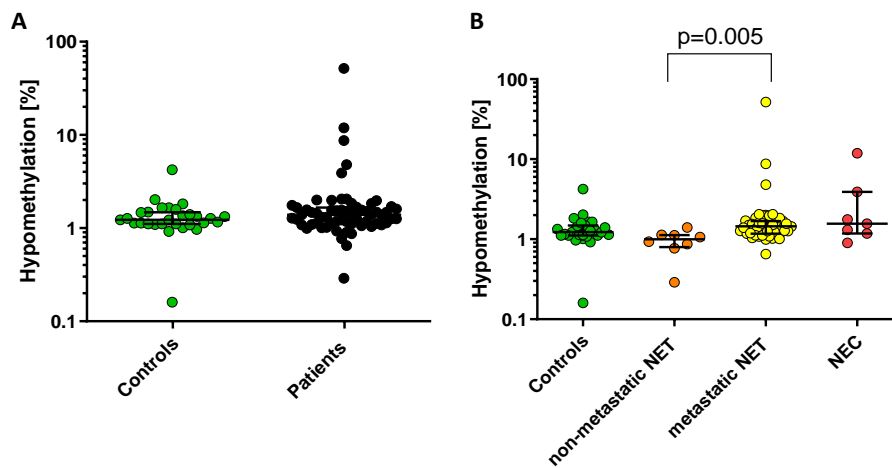 A
Hypomethylation [%]
100
10
1
0.1
Controls
Patients
B
p=0.005
Hypomethylation [%]
100
10
1
0.1
Controls
non-metastatic NET
metastatic NET
NEC